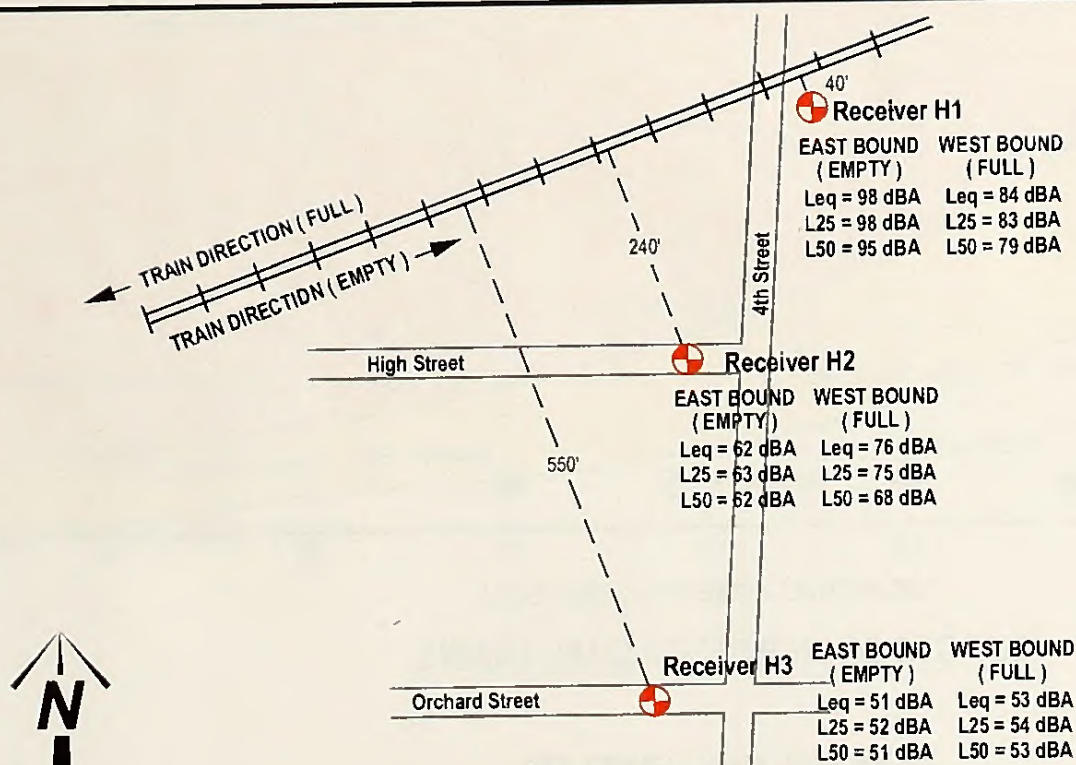 40'
Receiver H1
EAST BOUND WEST BOUND
( EMPTY ) ( FULL )
Leq = 98 dBA Leq = 84 dBA
L25 = 98 dBA L25 = 83 dBA
L50 = 95 dBA L50 = 79 dBA
TRAIN DIRECTION ( FULL )
TRAIN DIRECTION ( EMPTY )
240'
4th Street
High Street
Receiver H2
EAST BOUND WEST BOUND
( EMPTY ) ( FULL )
Leq = 62 dBA Leq = 76 dBA
L25 = 63 dBA L25 = 75 dBA
L50 = 62 dBA L50 = 68 dBA
550'
Receiver H3
Orchard Street
EAST BOUND WEST BOUND
( EMPTY ) ( FULL )
Leq = 51 dBA Leq = 53 dBA
L25 = 52 dBA L25 = 54 dBA
L50 = 51 dBA L50 = 53 dBA
N